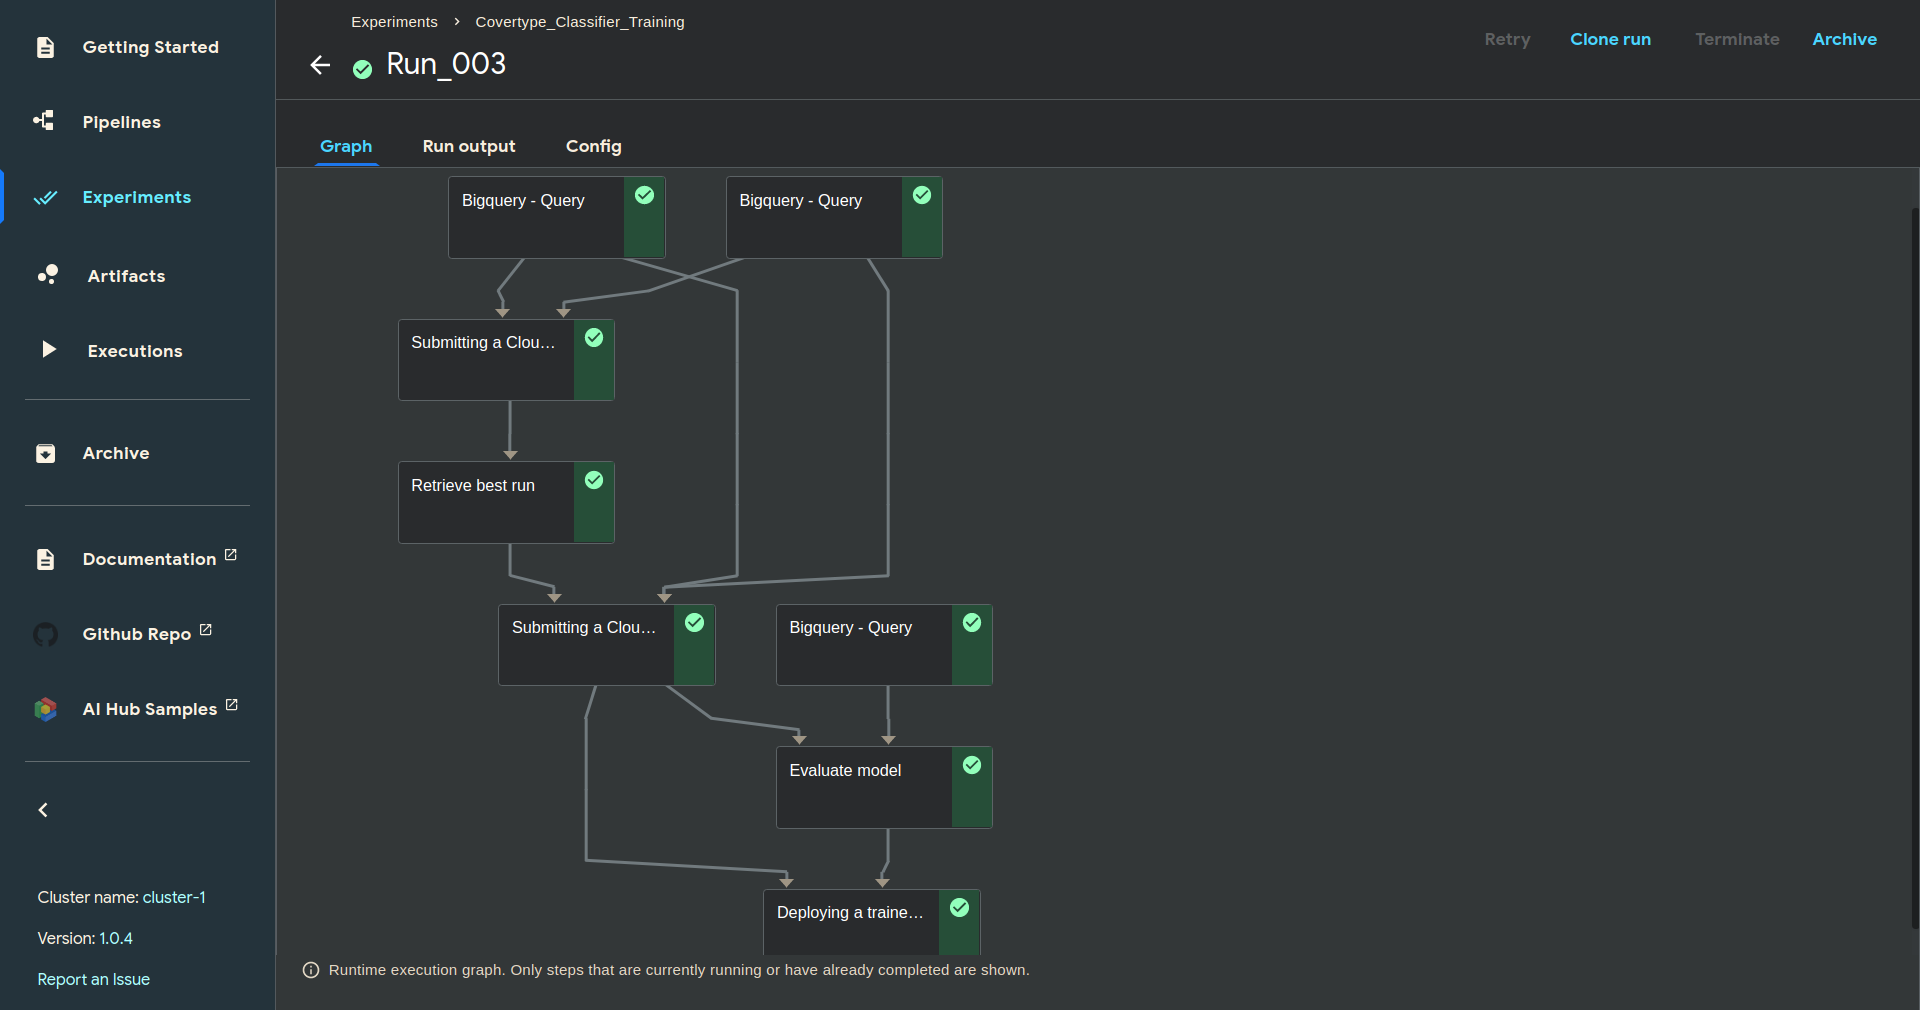 Getting Started
Pipelines
Experiments
Artifacts
Executions
Archive
Documentation
Github Repo
AI Hub Samples
Cluster name: cluster-1
Version: 1.0.4
Report an Issue
Experiments > Covertype_Classifier_Training
Run_003
Retry Clone run Terminate Archive
Graph Run output Config
Bigquery - Query
Bigquery - Query
Submitting a Clou…
Retrieve best run
Submitting a Clou…
Bigquery - Query
Evaluate model
Deploying a traine…
Runtime execution graph. Only steps that are currently running or have already completed are shown.